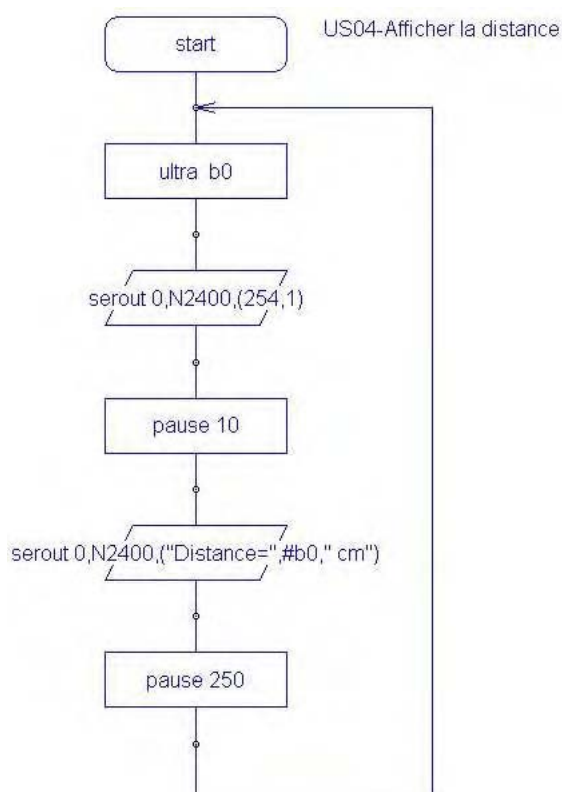 US04-Afficher la distance
start
ultra b0
serout 0,N2400,(254,1)
pause 10
serout 0,N2400,("Distance=",#b0," cm")
pause 250